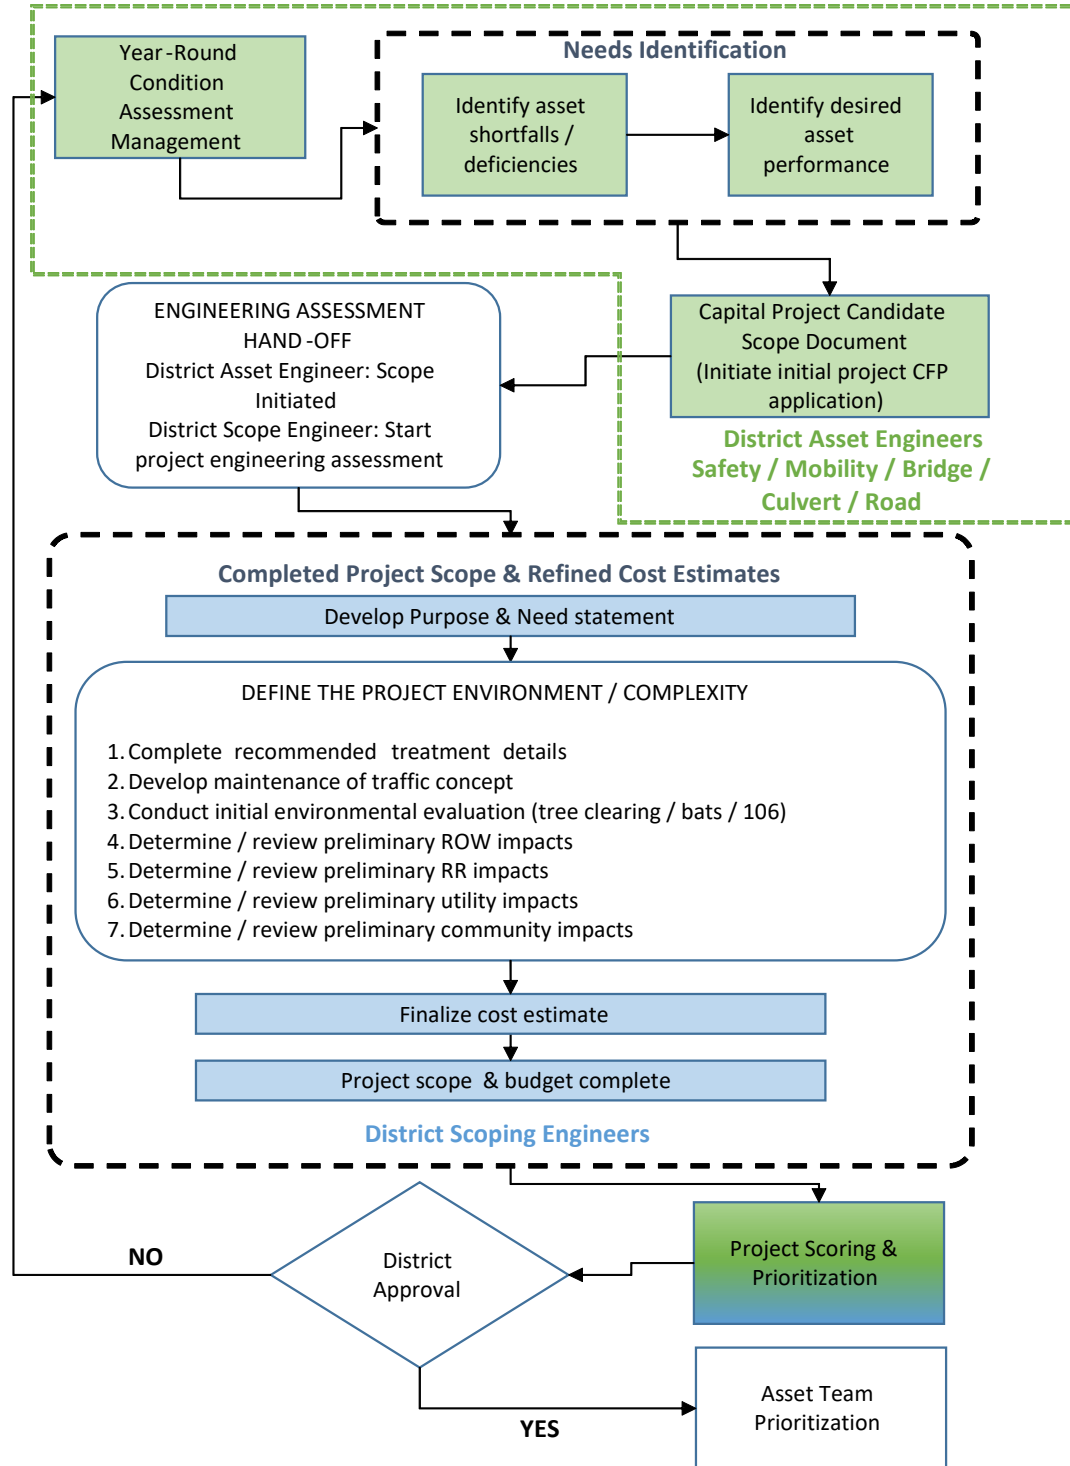 Year-Round
Condition
Assessment
Management
Needs Identification
Identify asset
shortfalls /
deficiencies
Identify desired
asset
performance
Capital Project Candidate
Scope Document
(Initiate initial project CFP
application)
District Asset Engineers
Safety / Mobility / Bridge /
Culvert / Road
ENGINEERING ASSESSMENT
HAND-OFF
District Asset Engineer: Scope
Initiated
District Scope Engineer: Start
project engineering assessment
Completed Project Scope & Refined Cost Estimates
Develop Purpose & Need statement
DEFINE THE PROJECT ENVIRONMENT / COMPLEXITY
1. Complete recommended treatment details
2. Develop maintenance of traffic concept
3. Conduct initial environmental evaluation (tree clearing / bats / 106)
4. Determine / review preliminary ROW impacts
5. Determine / review preliminary RR impacts
6. Determine / review preliminary utility impacts
7. Determine / review preliminary community impacts
Finalize cost estimate
Project scope & budget complete
District Scoping Engineers
Project Scoring &
Prioritization
District
Approval
NO
YES
Asset Team
Prioritization